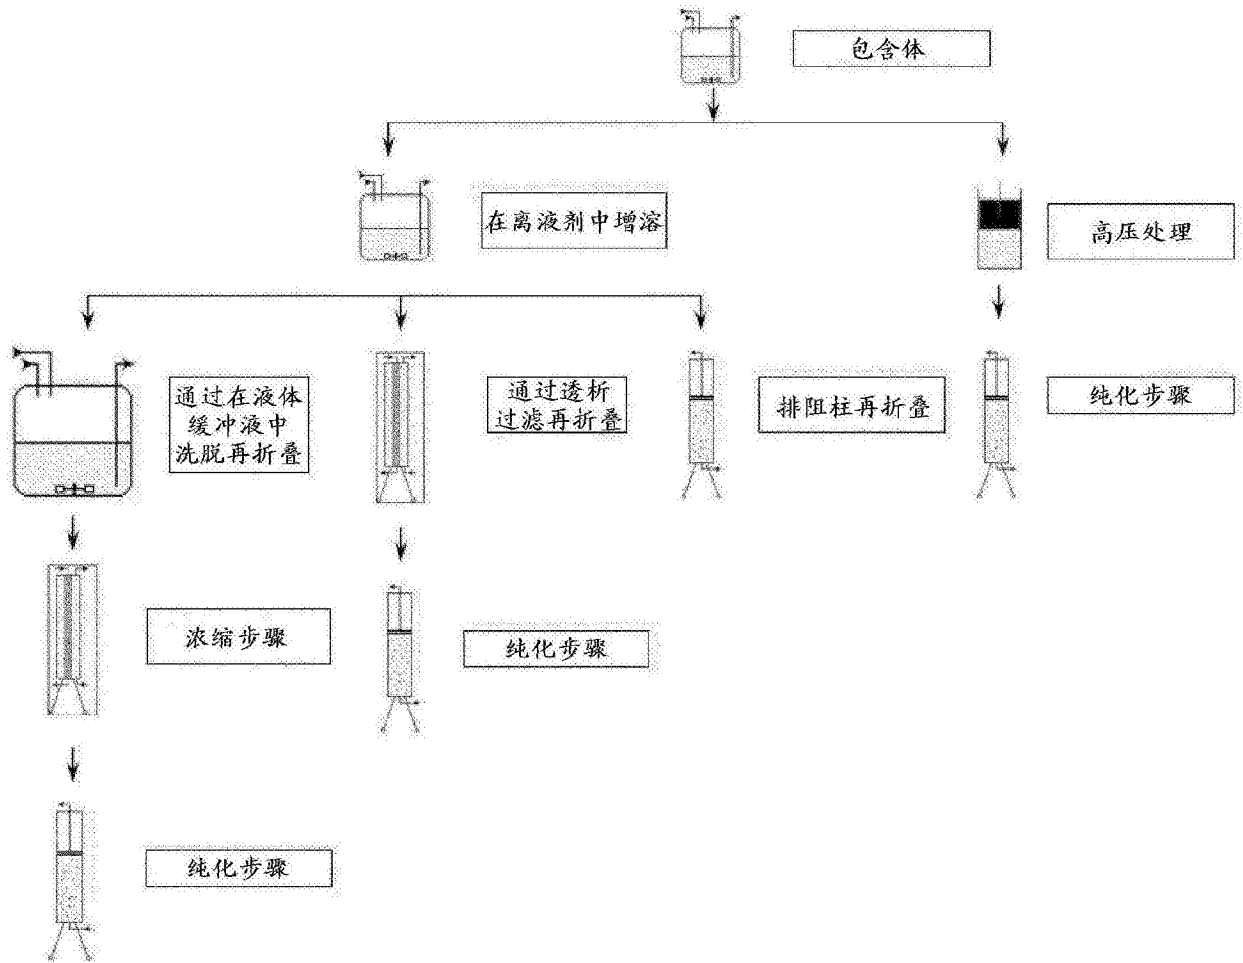 包含体
在离液剂中增溶
高压处理
通过在液体
缓冲液中
洗脱再折叠
通过透析
过滤再折叠
排阻柱再折叠
纯化步骤
浓缩步骤
纯化步骤
纯化步骤